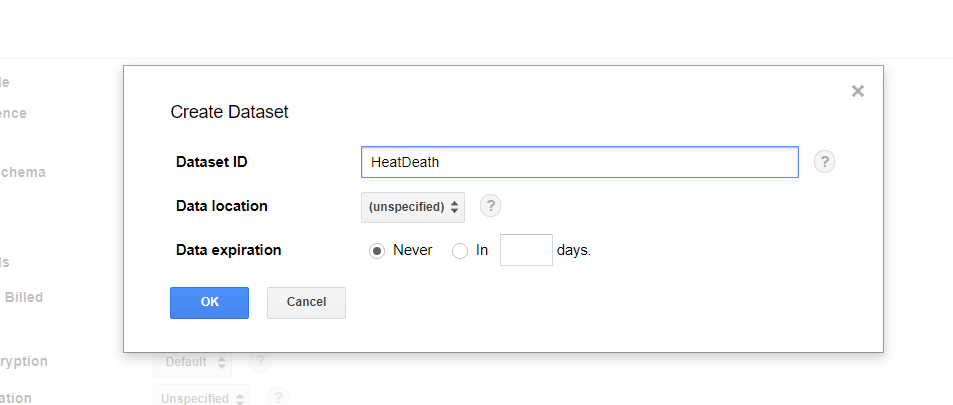 le
ence
chema
ls
Billed
ryption
ation
Create Dataset
Dataset ID HeatDeath ?
Data location (unspecified) ?
Data expiration Never In days.
OK Cancel
Default ?
Unspecified ?